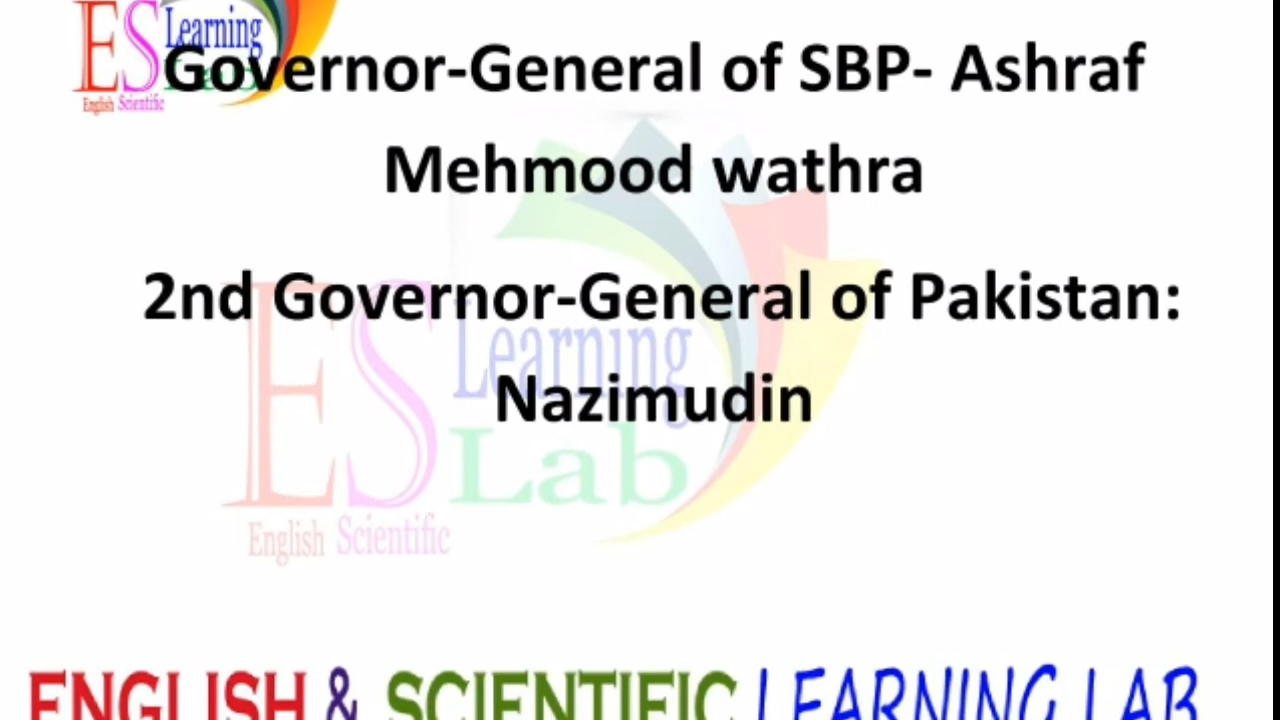 ES Learning
Lab
English Scientific
Governor-General of SBP- Ashraf
Mehmood wathra
2nd Governor-General of Pakistan:
Nazimudin
ES Learning
Lab
English Scientific
ENGLISH & SCIENTIFIC LEARNING LAB